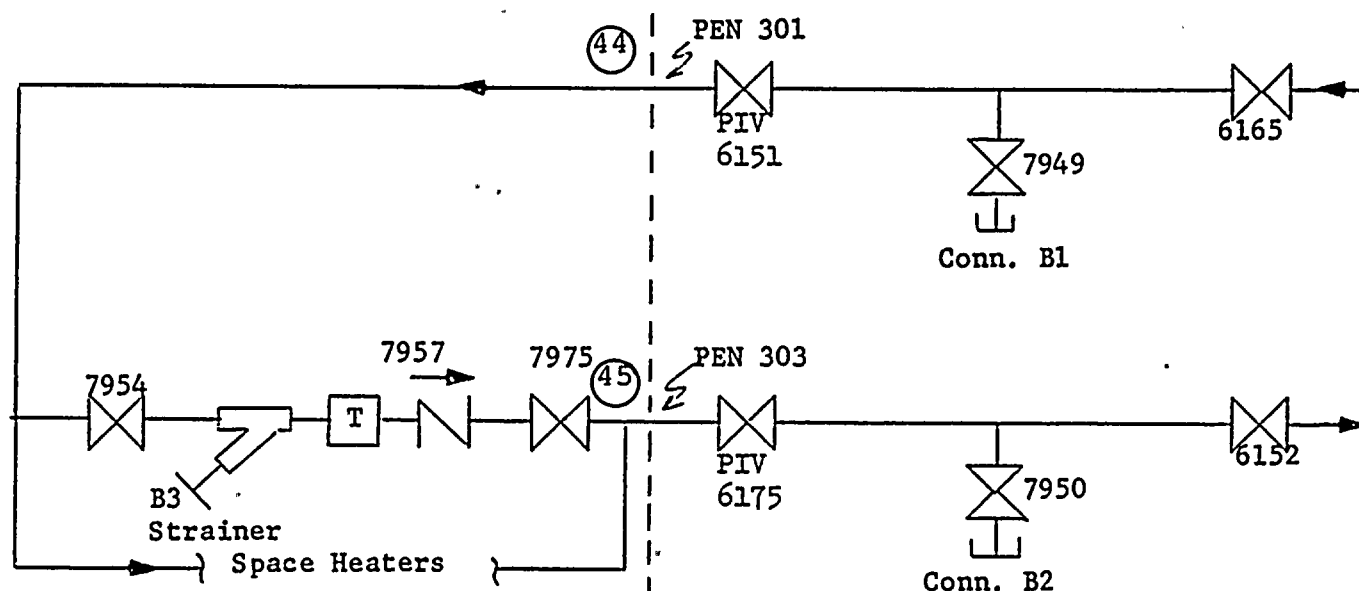 44
PEN 301
PIV
6151
7949
6165
Conn. B1
7954
7957
7975
45
PEN 303
T
B3
Strainer
PIV
6175
7950
6152
Space Heaters
Conn. B2